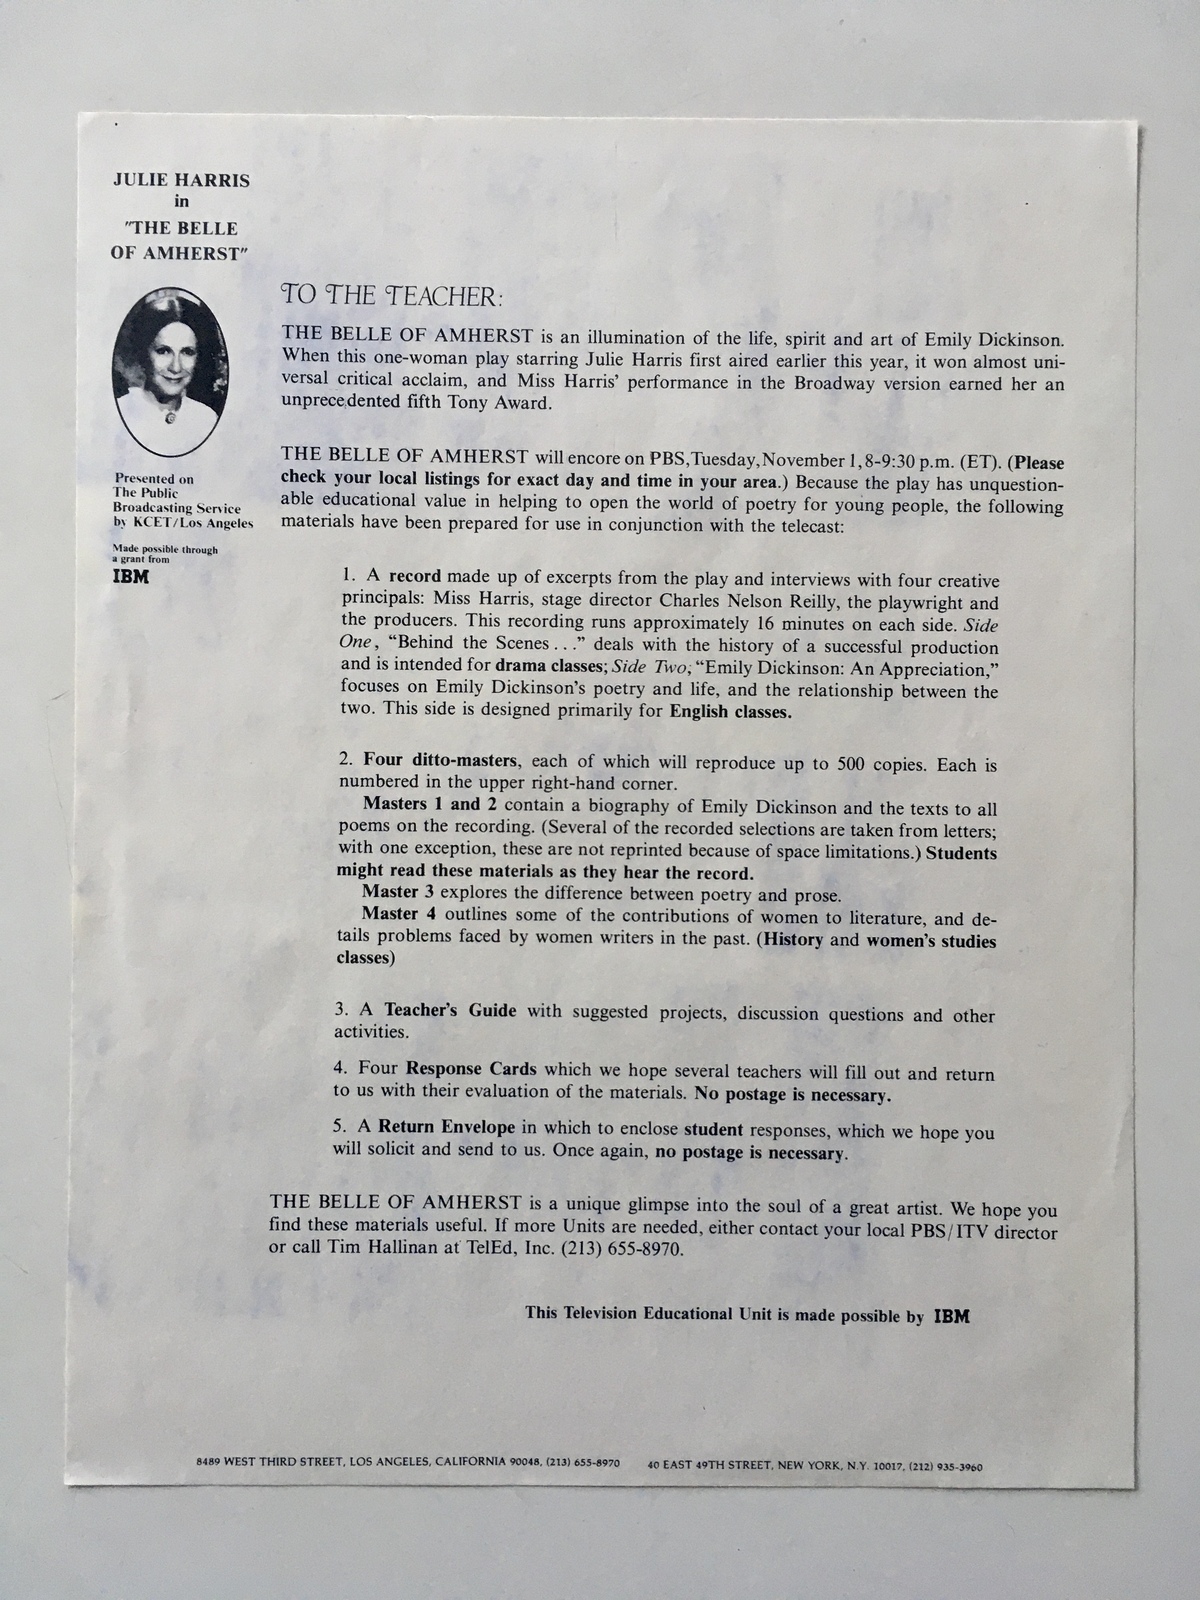 JULIE HARRIS
in
"THE BELLE
OF AMHERST"
Presented on
The Public
Broadcasting Service
by KCET/Los Angeles
Made possible through
a grant from
IBM
TO THE TEACHER:
THE BELLE OF AMHERST is an illumination of the life, spirit and art of Emily Dickinson.
When this one-woman play starring Julie Harris first aired earlier this year, it won almost uni-
versal critical acclaim, and Miss Harris' performance in the Broadway version earned her an
unprecedented fifth Tony Award.
THE BELLE OF AMHERST will encore on PBS, Tuesday, November 1, 8-9:30 p.m. (ET). (Please
check your local listings for exact day and time in your area.) Because the play has unquestion-
able educational value in helping to open the world of poetry for young people, the following
materials have been prepared for use in conjunction with the telecast:
1. A record made up of excerpts from the play and interviews with four creative
principals: Miss Harris, stage director Charles Nelson Reilly, the playwright and
the producers. This recording runs approximately 16 minutes on each side. Side
One, "Behind the Scenes..." deals with the history of a successful production
and is intended for drama classes; Side Two, "Emily Dickinson: An Appreciation,"
focuses on Emily Dickinson's poetry and life, and the relationship between the
two. This side is designed primarily for English classes.
2. Four ditto-masters, each of which will reproduce up to 500 copies. Each is
numbered in the upper right-hand corner.
Masters 1 and 2 contain a biography of Emily Dickinson and the texts to all
poems on the recording. (Several of the recorded selections are taken from letters;
with one exception, these are not reprinted because of space limitations.) Students
might read these materials as they hear the record.
Master 3 explores the difference between poetry and prose.
Master 4 outlines some of the contributions of women to literature, and de-
tails problems faced by women writers in the past. (History and women's studies
classes)
3. A Teacher's Guide with suggested projects, discussion questions and other
activities.
4. Four Response Cards which we hope several teachers will fill out and return
to us with their evaluation of the materials. No postage is necessary.
5. A Return Envelope in which to enclose student responses, which we hope you
will solicit and send to us. Once again, no postage is necessary.
THE BELLE OF AMHERST is a unique glimpse into the soul of a great artist. We hope you
find these materials useful. If more Units are needed, either contact your local PBS/ITV director
or call Tim Hallinan at TelEd, Inc. (213) 655-8970.
This Television Educational Unit is made possible by IBM
8489 WEST THIRD STREET, LOS ANGELES, CALIFORNIA 90048, (213) 655-8970 40 EAST 49TH STREET, NEW YORK, N.Y. 10017, (212) 935-3960